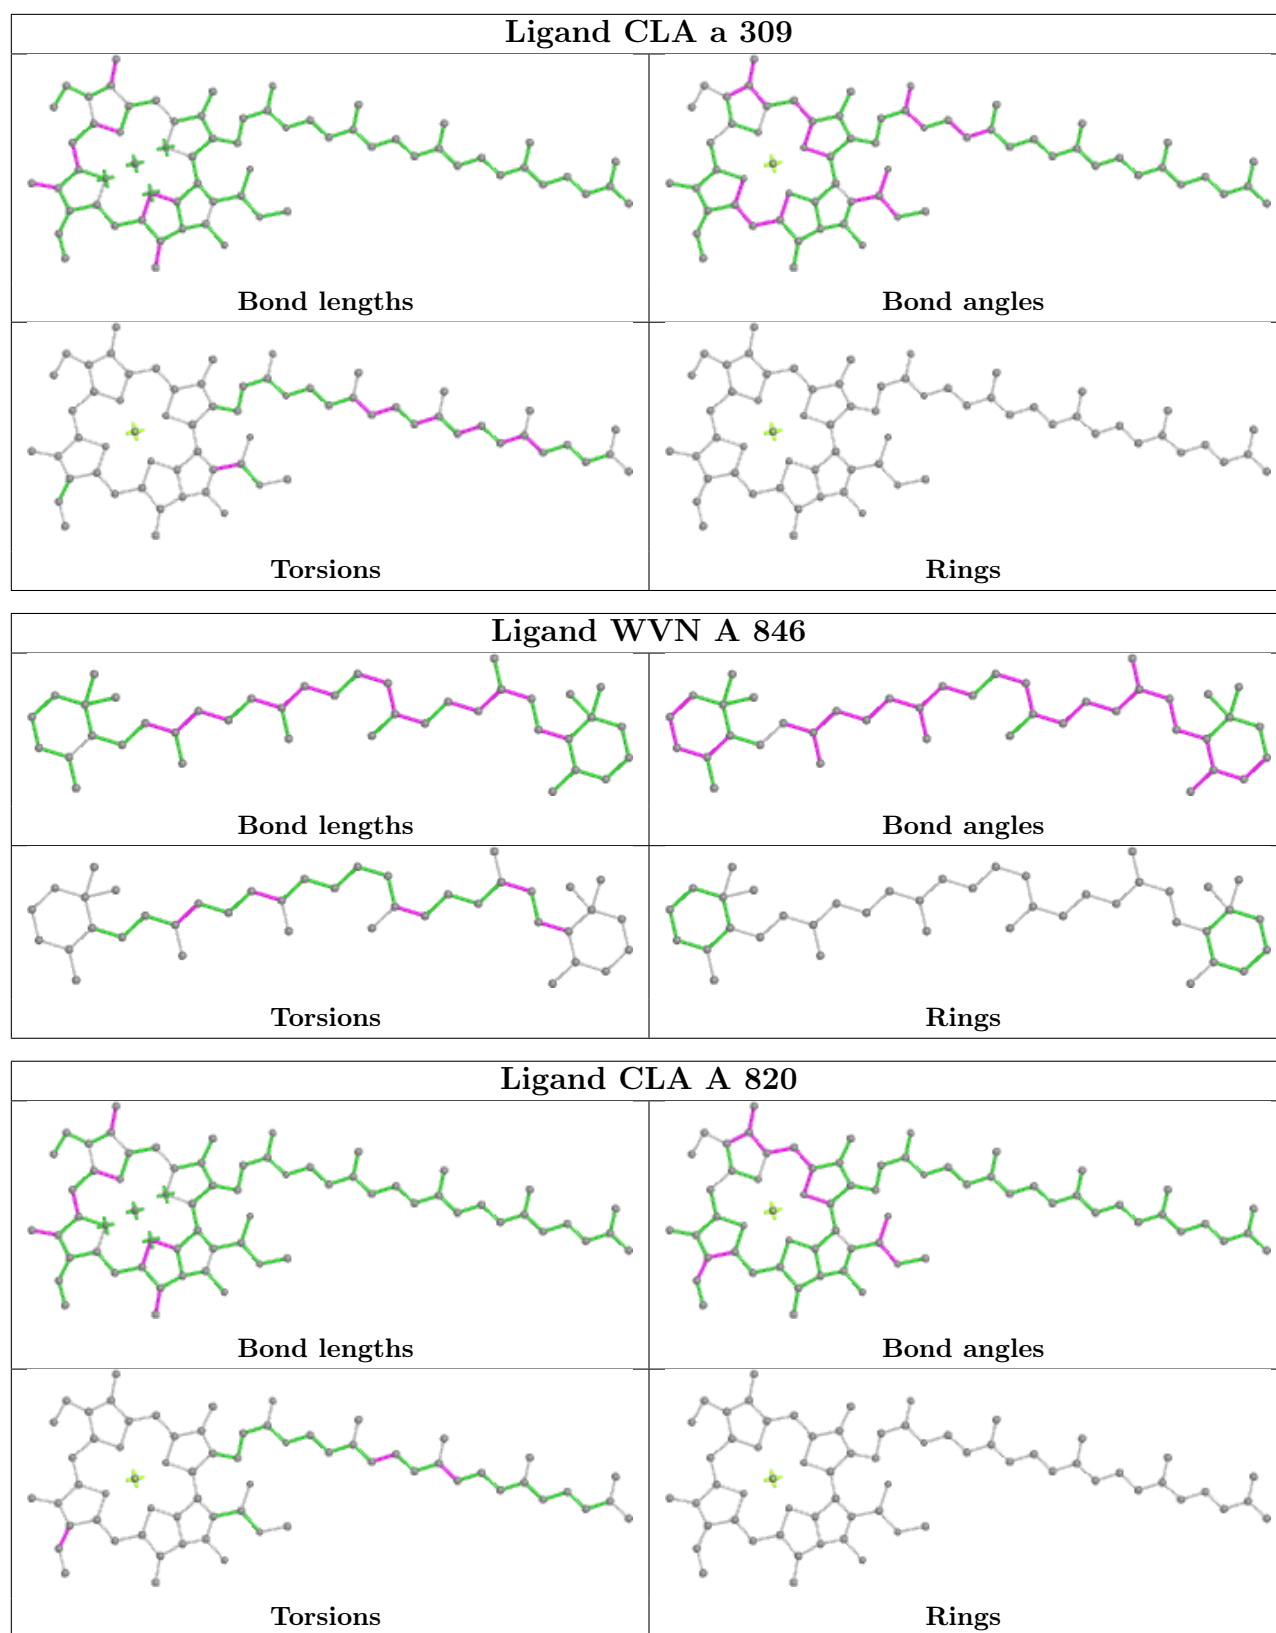 Ligand CLA a 309
Bond lengths
Bond angles
Torsions
Rings
Ligand WVN A 846
Bond lengths
Bond angles
Torsions
Rings
Ligand CLA A 820
Bond lengths
Bond angles
Torsions
Rings